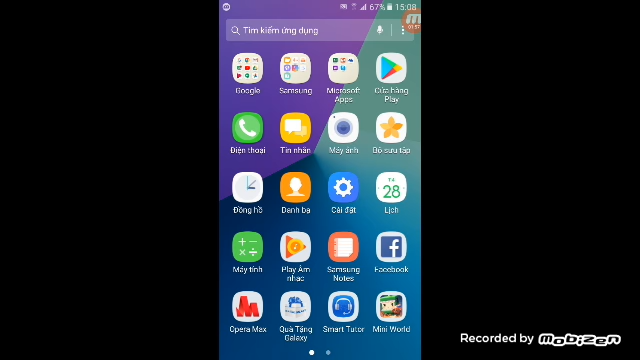 67% 15:08
Tìm kiếm ứng dụng
01:57
Google Samsung Microsoft Apps Cửa hàng Play
Điện thoại Tin nhắn Máy ảnh Bộ sưu tập
28
Đồng hồ Danh bạ Cài đặt Lịch
Máy tính Play Âm nhạc Samsung Notes Facebook
Opera Max Quà Tặng Galaxy Smart Tutor Mini World
Recorded by mobizen